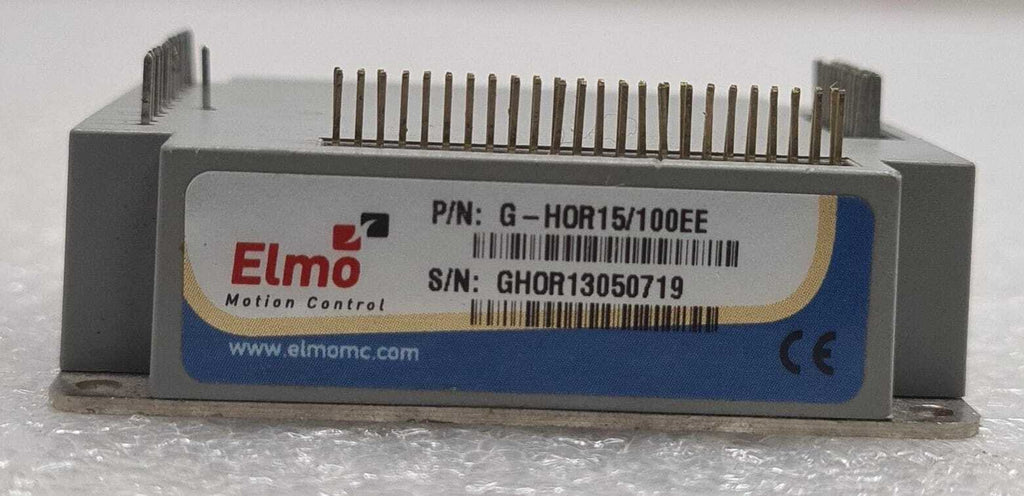 Elmo
Motion Control
P/N: G-HOR15/100EE
S/N: GHOR13050719
www.elmomc.com
CE